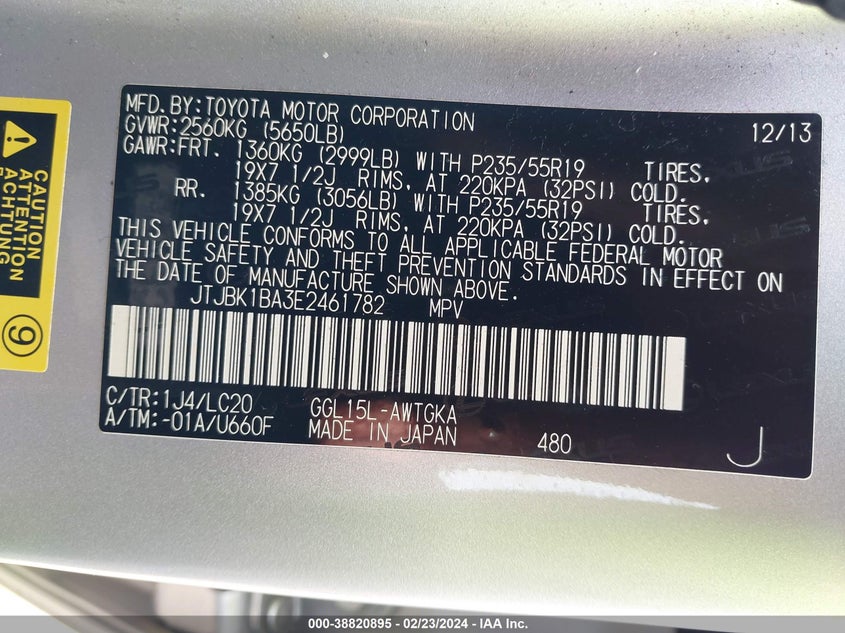 MFD.BY:TOYOTA MOTOR CORPORATION 12/13
GVWR:2560KG (5650LB)
GAWR:FRT. 1360KG (2999LB) WITH P235/55R19 TIRES,
19X7 1/2J RIMS, AT 220KPA (32PSI) COLD.
RR. 1385KG (3056LB) WITH P235/55R19 TIRES,
19X7 1/2J RIMS, AT 220KPA (32PSI) COLD.
THIS VEHICLE CONFORMS TO ALL APPLICABLE FEDERAL MOTOR
VEHICLE SAFETY AND THEFT PREVENTION STANDARDS IN EFFECT ON
THE DATE OF MANUFACTURE SHOWN ABOVE.
JTJBK1BA3E2461782 MPV
C/TR:1J4/LC20 GGL15L-AWTGKA
A/TM:-01A/U660F MADE IN JAPAN 480 J
CAUTION
ATTENTION
ACHTUNG
9
000-38820895 - 02/23/2024 - IAA Inc.